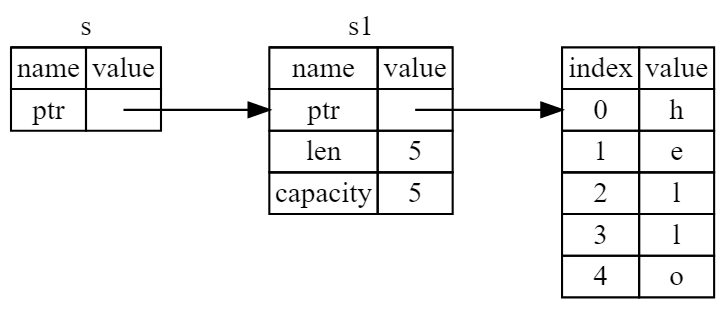 s
name value
ptr
s1
name value
ptr
len 5
capacity 5
index value
0 h
1 e
2 l
3 l
4 o